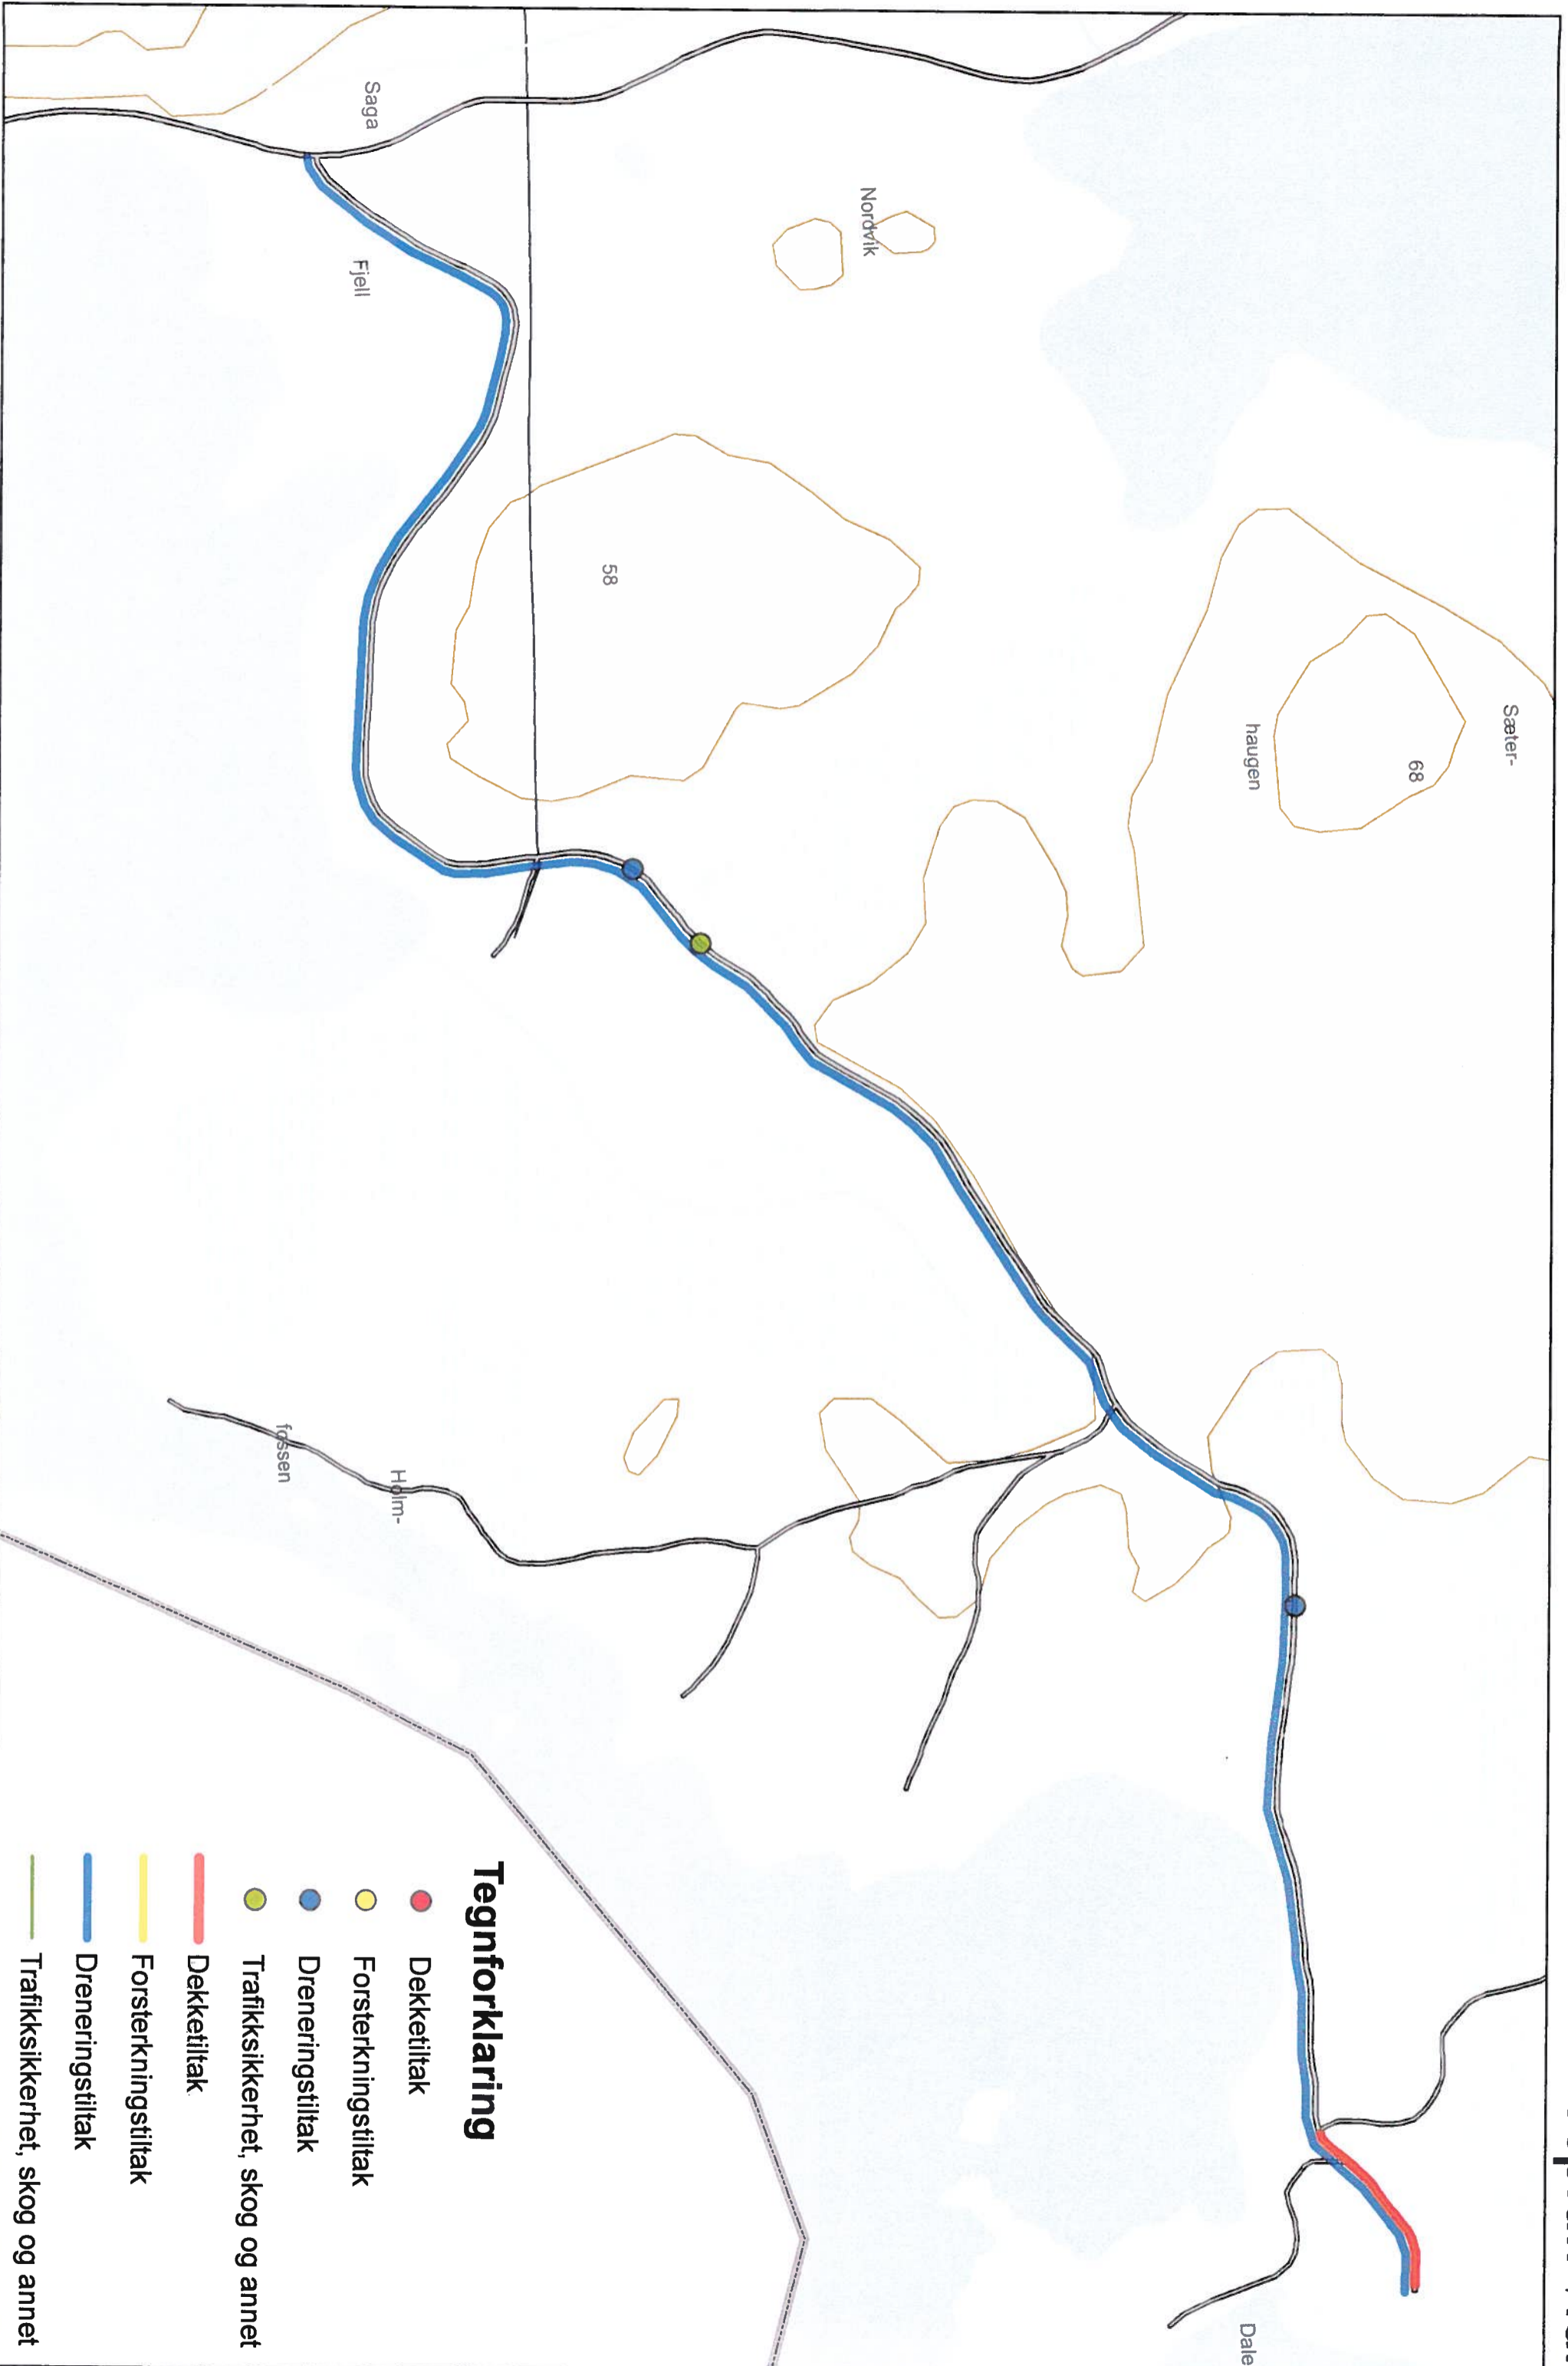 Sæter-
68
haugen
Nordvik
58
Saga
Fjell
Holm-
fossen
Dale
Tegnforklaring
Dekketiltak
Forsterkningstiltak
Dreneringstiltak
Trafikksikkerhet, skog og annet
Dekketiltak
Forsterkningstiltak
Dreneringstiltak
Trafikksikkerhet, skog og annet